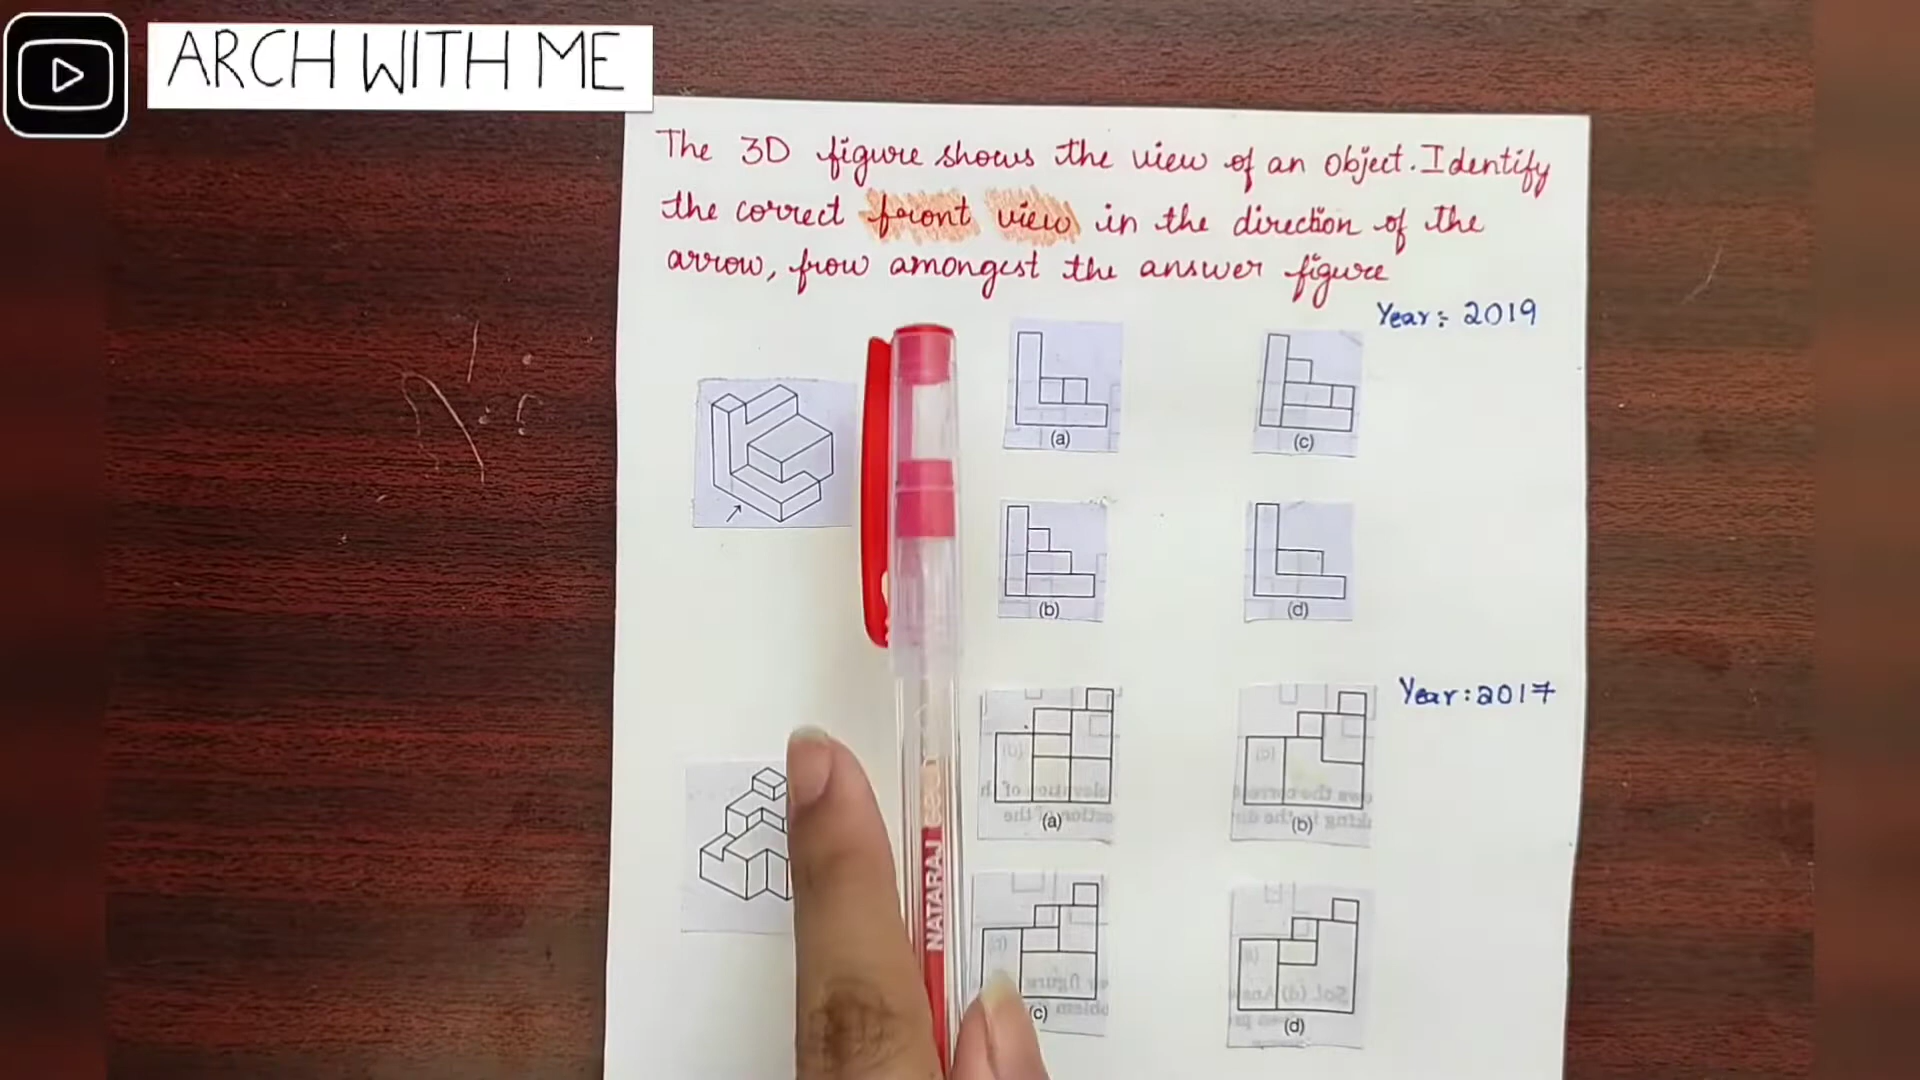 ARCH WITH ME
The 3D figure shows the view of an object. Identify
the correct front view in the direction of the
arrow, frow amongest the answer figure
Year: 2019
(a)
(c)
(b)
(d)
Year: 2017
(a)
(b)
NATARAJ
(c)
(d)